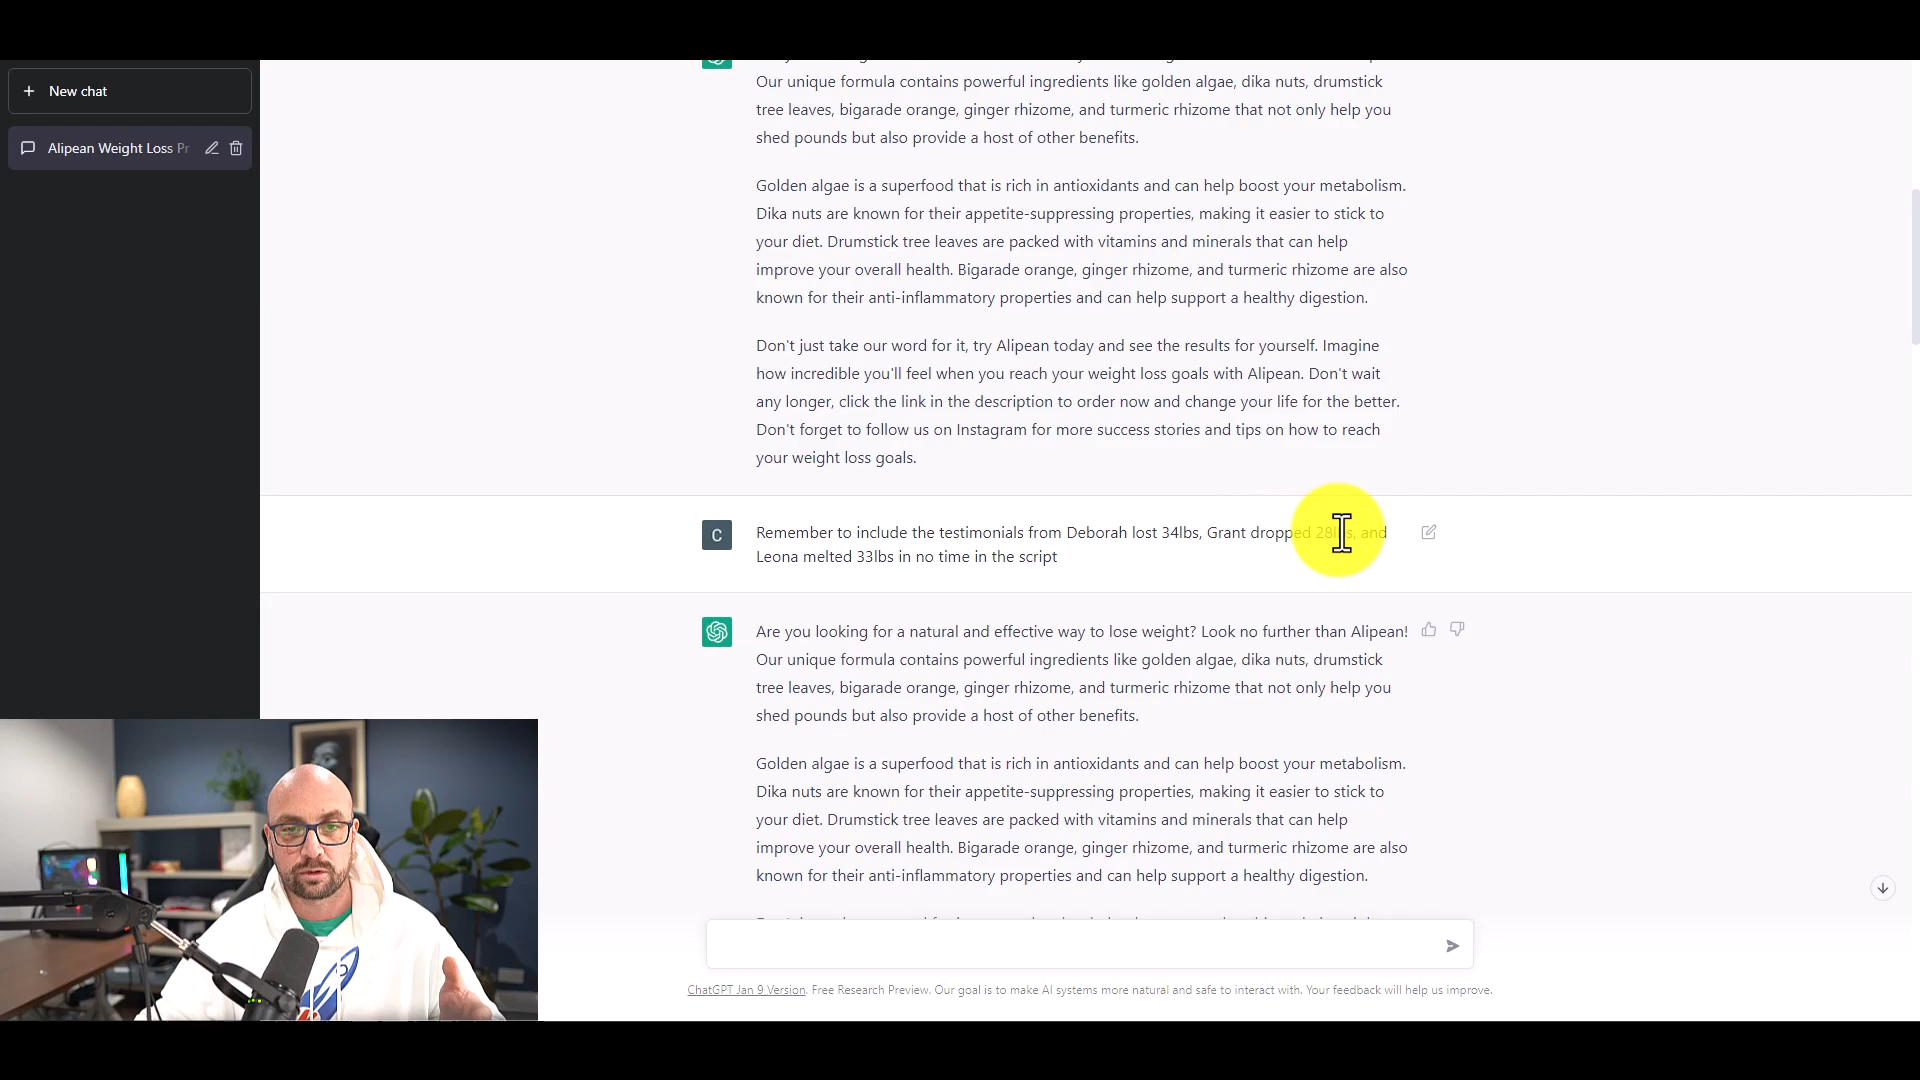 New chat
Alipean Weight Loss Pr
Our unique formula contains powerful ingredients like golden algae, dika nuts, drumstick
tree leaves, bigarade orange, ginger rhizome, and turmeric rhizome that not only help you
shed pounds but also provide a host of other benefits.
Golden algae is a superfood that is rich in antioxidants and can help boost your metabolism.
Dika nuts are known for their appetite-suppressing properties, making it easier to stick to
your diet. Drumstick tree leaves are packed with vitamins and minerals that can help
improve your overall health. Bigarade orange, ginger rhizome, and turmeric rhizome are also
known for their anti-inflammatory properties and can help support a healthy digestion.
Don't just take our word for it, try Alipean today and see the results for yourself. Imagine
how incredible you'll feel when you reach your weight loss goals with Alipean. Don't wait
any longer, click the link in the description to order now and change your life for the better.
Don't forget to follow us on Instagram for more success stories and tips on how to reach
your weight loss goals.
C
Remember to include the testimonials from Deborah lost 34lbs, Grant dropped 28lbs, and
Leona melted 33lbs in no time in the script
Are you looking for a natural and effective way to lose weight? Look no further than Alipean!
Our unique formula contains powerful ingredients like golden algae, dika nuts, drumstick
tree leaves, bigarade orange, ginger rhizome, and turmeric rhizome that not only help you
shed pounds but also provide a host of other benefits.
Golden algae is a superfood that is rich in antioxidants and can help boost your metabolism.
Dika nuts are known for their appetite-suppressing properties, making it easier to stick to
your diet. Drumstick tree leaves are packed with vitamins and minerals that can help
improve your overall health. Bigarade orange, ginger rhizome, and turmeric rhizome are also
known for their anti-inflammatory properties and can help support a healthy digestion.
ChatGPT Jan 9 Version. Free Research Preview. Our goal is to make AI systems more natural and safe to interact with. Your feedback will help us improve.